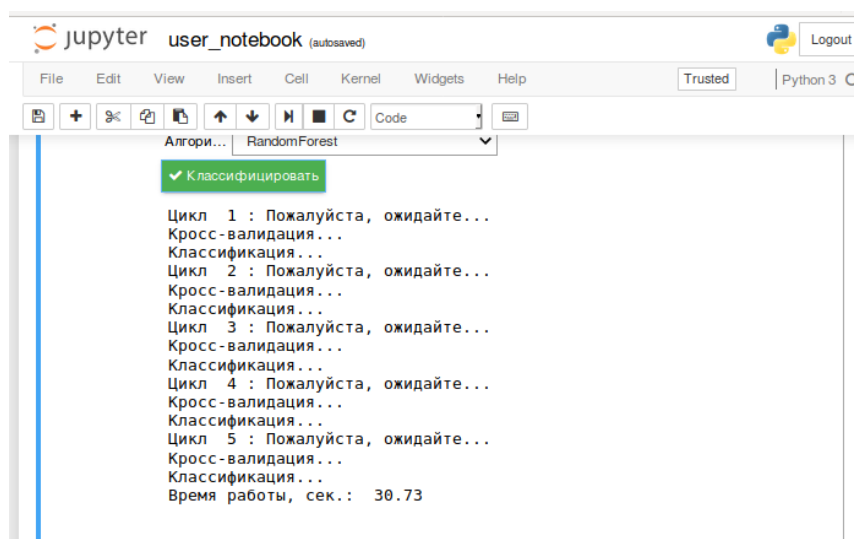 jupyter user_notebook (autosaved) Logout
File Edit View Insert Cell Kernel Widgets Help Trusted Python 3
Code
Алгори... RandomForest
Классифицировать
Цикл 1 : Пожалуйста, ожидайте...
Кросс-валидация...
Классификация...
Цикл 2 : Пожалуйста, ожидайте...
Кросс-валидация...
Классификация...
Цикл 3 : Пожалуйста, ожидайте...
Кросс-валидация...
Классификация...
Цикл 4 : Пожалуйста, ожидайте...
Кросс-валидация...
Классификация...
Цикл 5 : Пожалуйста, ожидайте...
Кросс-валидация...
Классификация...
Время работы, сек.: 30.73